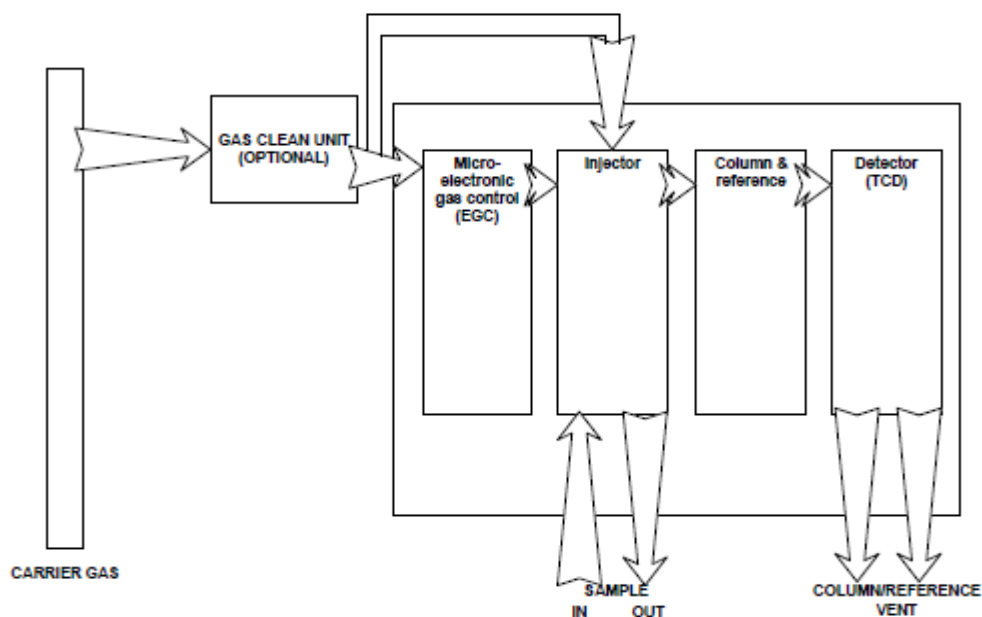 GAS CLEAN UNIT
(OPTIONAL)
Micro-
electronic
gas control
(EGC)
Injector
Column &
reference
Detector
(TCD)
CARRIER GAS
SAMPLE
IN OUT
COLUMN/REFERENCE
VENT